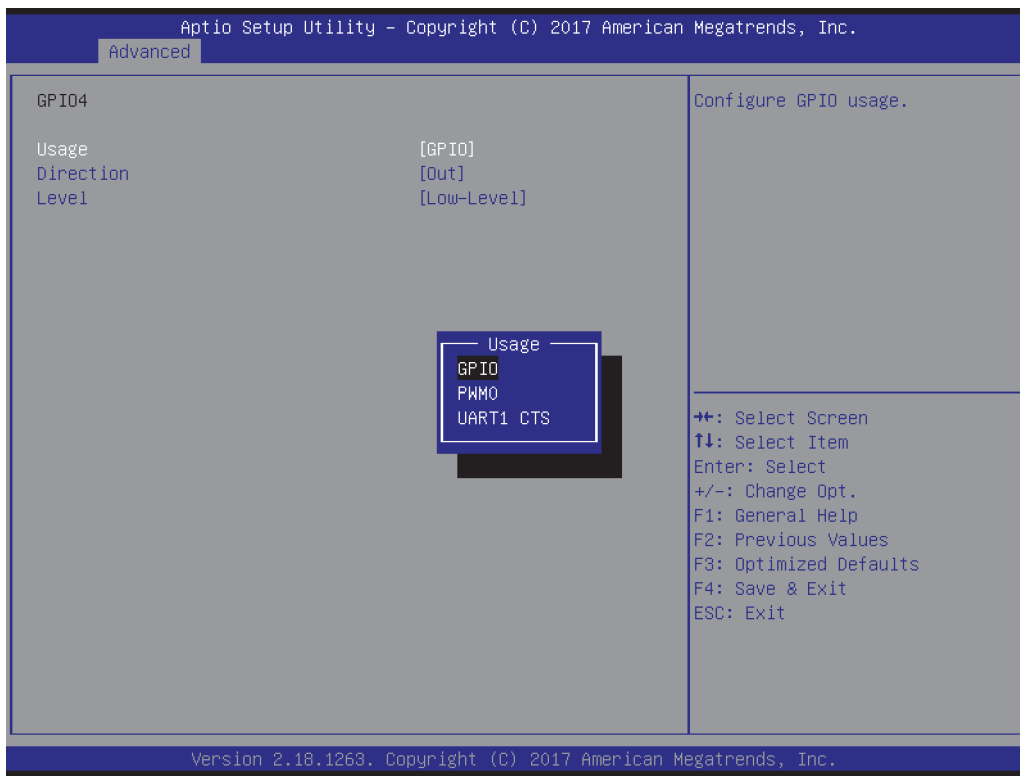 Aptio Setup Utility – Copyright (C) 2017 American Megatrends, Inc.
Advanced
GPIO4
Usage [GPIO]
Direction [Out]
Level [Low-Level]
Configure GPIO usage.
Usage
GPIO
PWM0
UART1 CTS
→←: Select Screen
↑↓: Select Item
Enter: Select
+/-: Change Opt.
F1: General Help
F2: Previous Values
F3: Optimized Defaults
F4: Save & Exit
ESC: Exit
Version 2.18.1263. Copyright (C) 2017 American Megatrends, Inc.